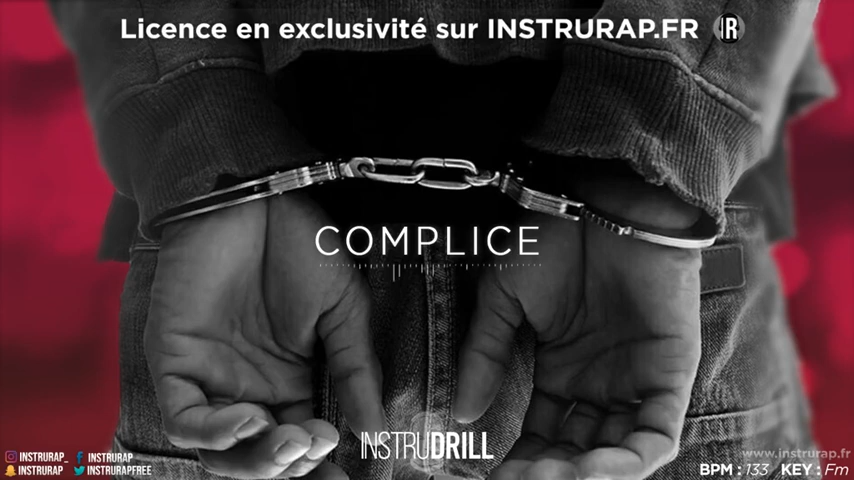 Licence en exclusivité sur INSTRURAP.FR IR
COMPLICE
INSTRUDRILL
INSTRURAP_ INSTRURAP
INSTRURAP INSTRURAPFREE
www.instrurap.fr
BPM : 133 KEY : Fm